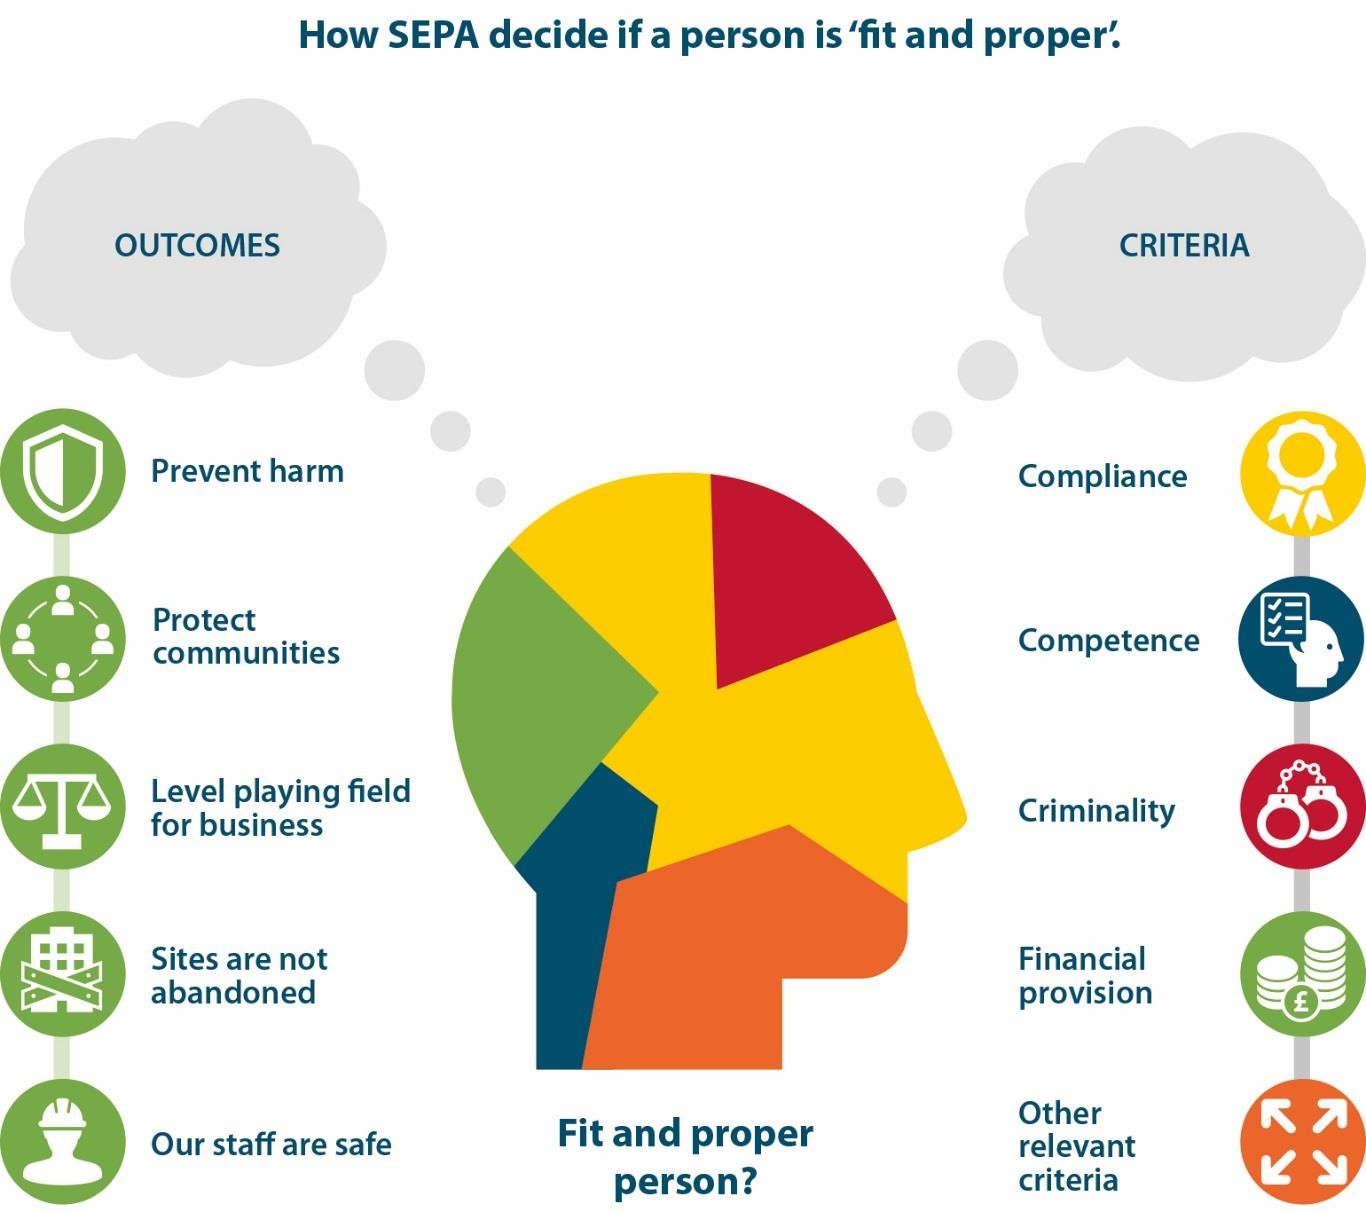 How SEPA decide if a person is ‘fit and proper’.
OUTCOMES
Prevent harm
Protect
communities
Level playing field
for business
Sites are not
abandoned
Our staff are safe
Fit and proper
person?
CRITERIA
Compliance
Competence
Criminality
Financial
provision
£
Other
relevant
criteria